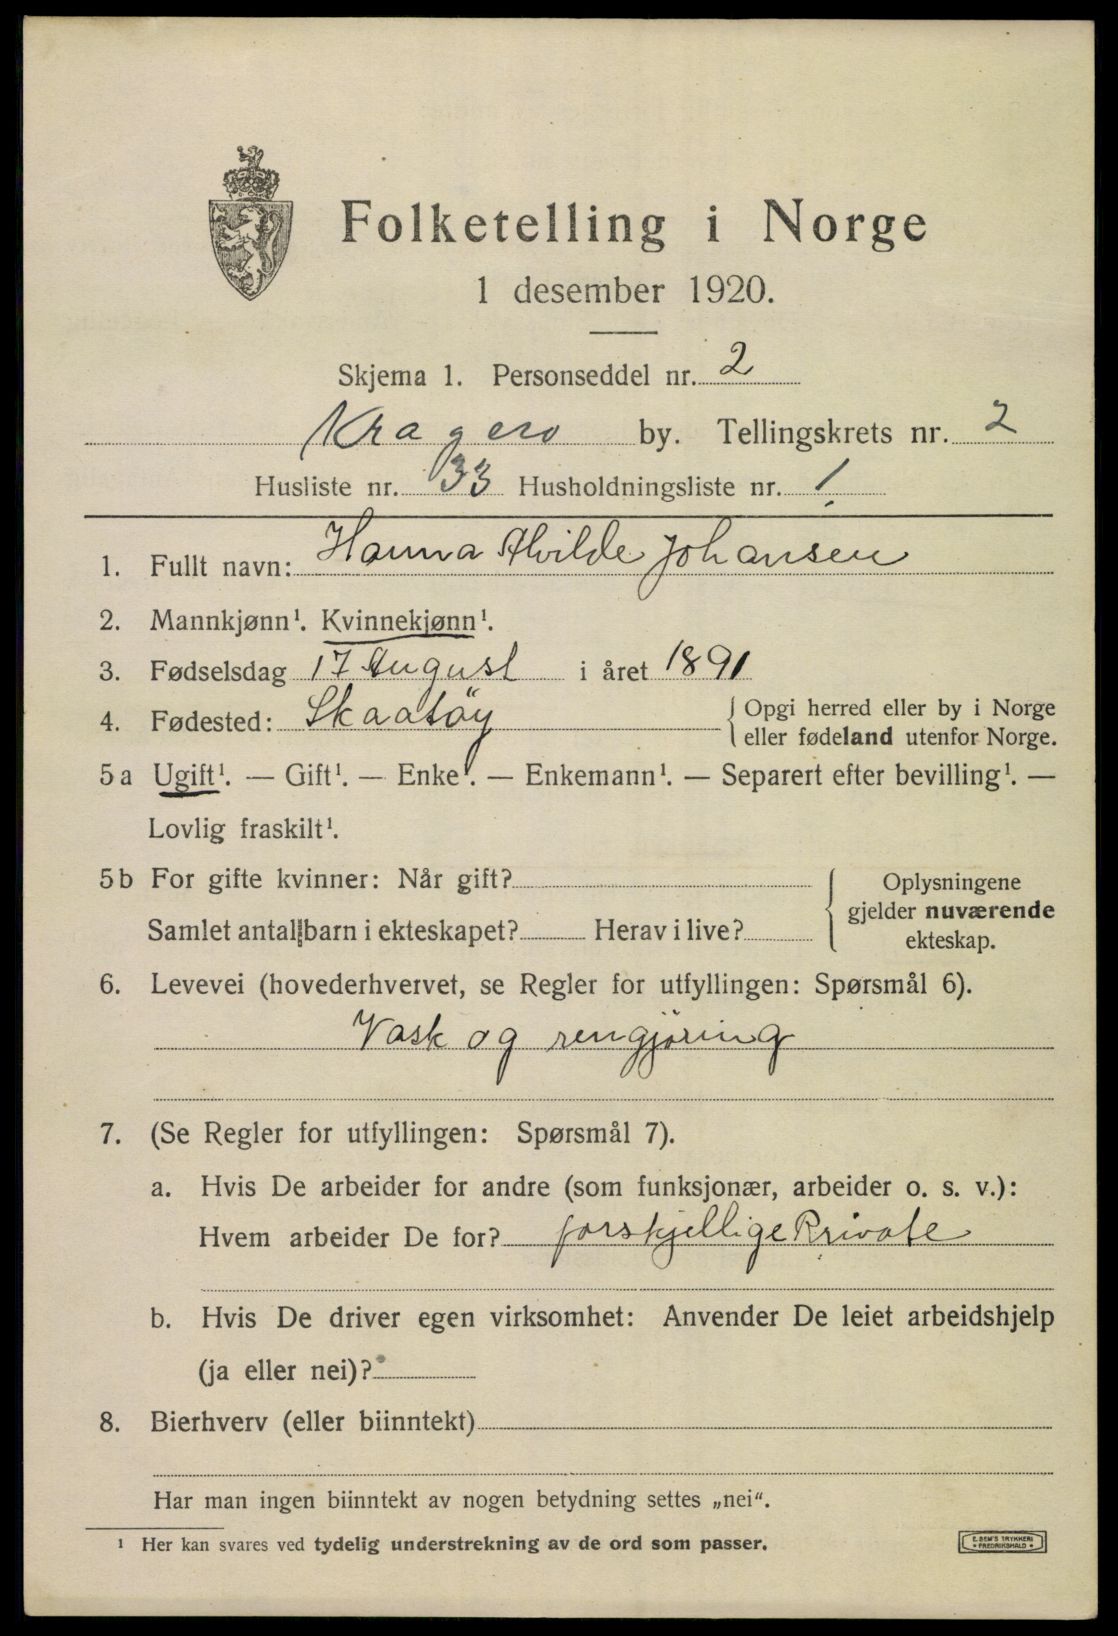 Folketelling i Norge
1 desember 1920.
Skjema 1. Personseddel nr. 2
Kragerø by. Tellingskrets nr. 2
Husliste nr. 33 Husholdningsliste nr. 1
1. Fullt navn: Hanna Alvilde Johansen
2. Mannkjønn¹. Kvinnekjønn¹.
3. Fødselsdag 17 August i året 1891
4. Fødested: Skaatöy { Opgi herred eller by i Norge
eller fødeland utenfor Norge.
5a Ugift¹. — Gift¹. — Enke¹. — Enkemann¹. — Separert efter bevilling¹. —
Lovlig fraskilt¹.
5b For gifte kvinner: Når gift?
Samlet antal barn i ekteskapet? Herav i live?
{ Oplysningene
gjelder nuværende
ekteskap.
6. Levevei (hovederhvervet, se Regler for utfyllingen: Spørsmål 6).
Vask og rengjøring
7. (Se Regler for utfyllingen: Spørsmål 7).
a. Hvis De arbeider for andre (som funksjonær, arbeider o. s. v.):
Hvem arbeider De for? forskjellige Private
b. Hvis De driver egen virksomhet: Anvender De leiet arbeidshjelp
(ja eller nei)?
8. Bierhverv (eller biinntekt)
Har man ingen biinntekt av nogen betydning settes „nei“.
¹ Her kan svares ved tydelig understrekning av de ord som passer.
E. SEM'S TRYKKERI
• FREDRIKSHALD •